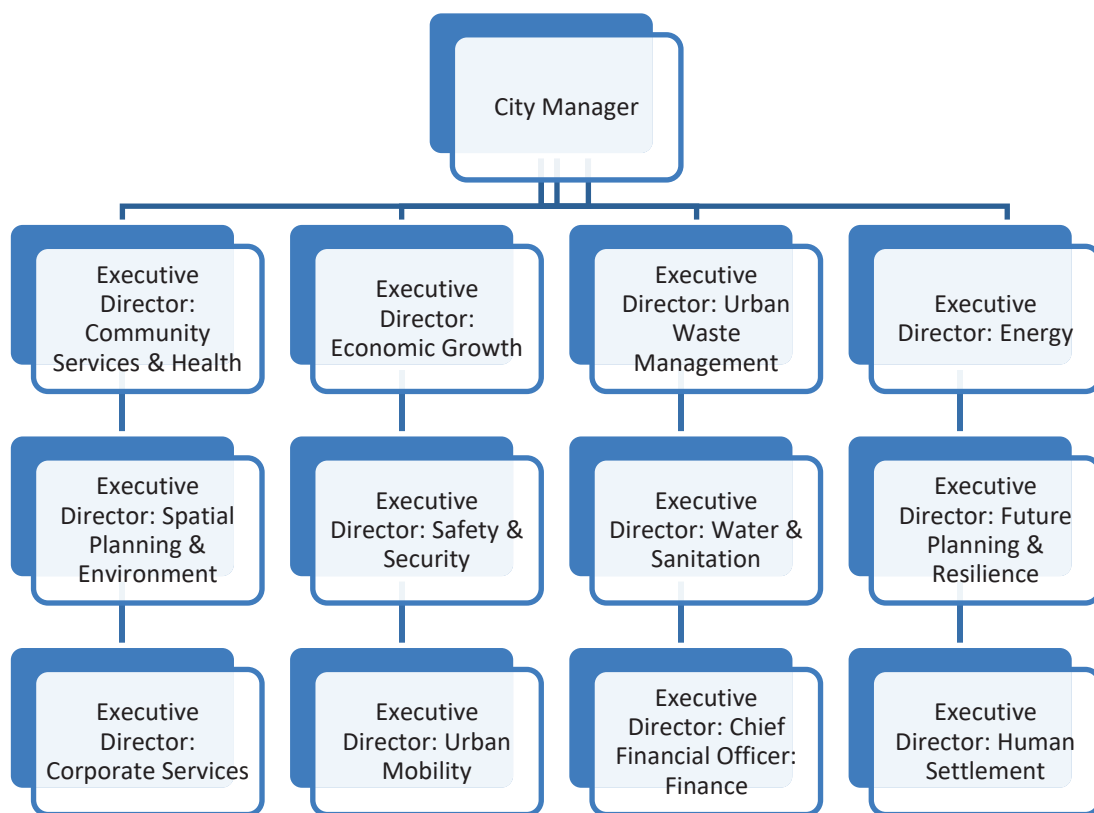 City Manager
Executive
Director:
Community
Services & Health
Executive
Director:
Economic Growth
Executive
Director: Urban
Waste
Management
Executive
Director: Energy
Executive
Director: Spatial
Planning &
Environment
Executive
Director: Safety &
Security
Executive
Director: Water &
Sanitation
Executive
Director: Future
Planning &
Resilience
Executive
Director:
Corporate Services
Executive
Director: Urban
Mobility
Executive
Director: Chief
Financial Officer:
Finance
Executive
Director: Human
Settlement